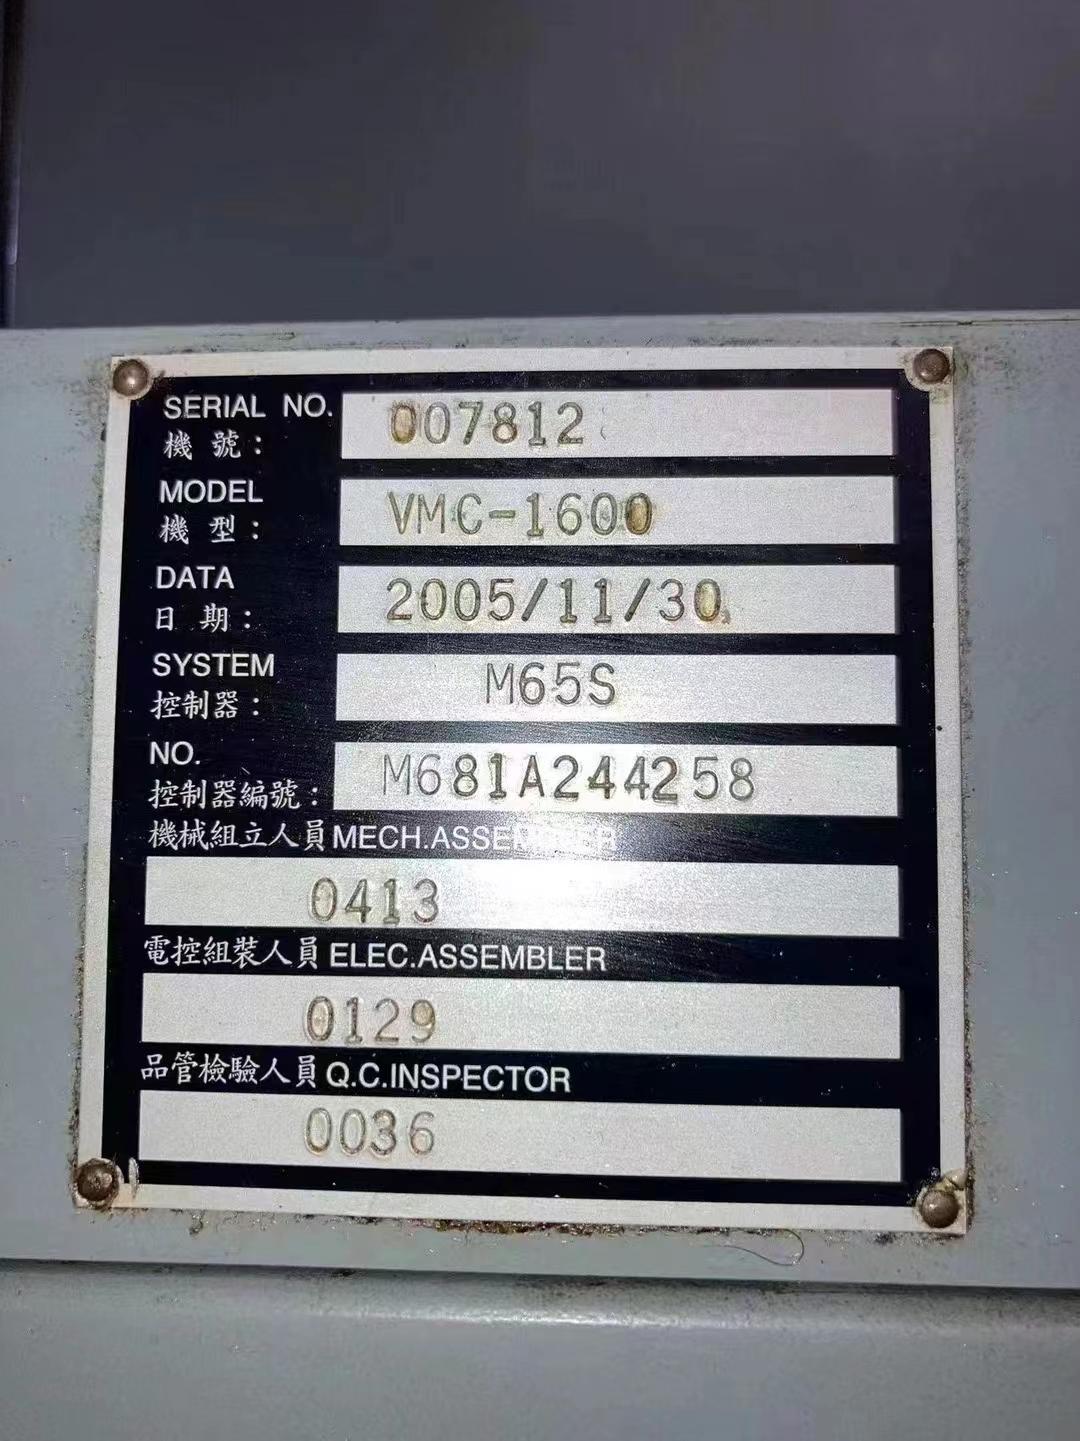 SERIAL NO. 007812
機 號：
MODEL VMC-1600
機 型：
DATA 2005/11/30
日 期：
SYSTEM M65S
控制器：
NO. M681A244258
控制器編號：
機械組立人員 MECH.ASSEMBLER
0413
電控組裝人員 ELEC.ASSEMBLER
0129
品管檢驗人員 Q.C.INSPECTOR
0036